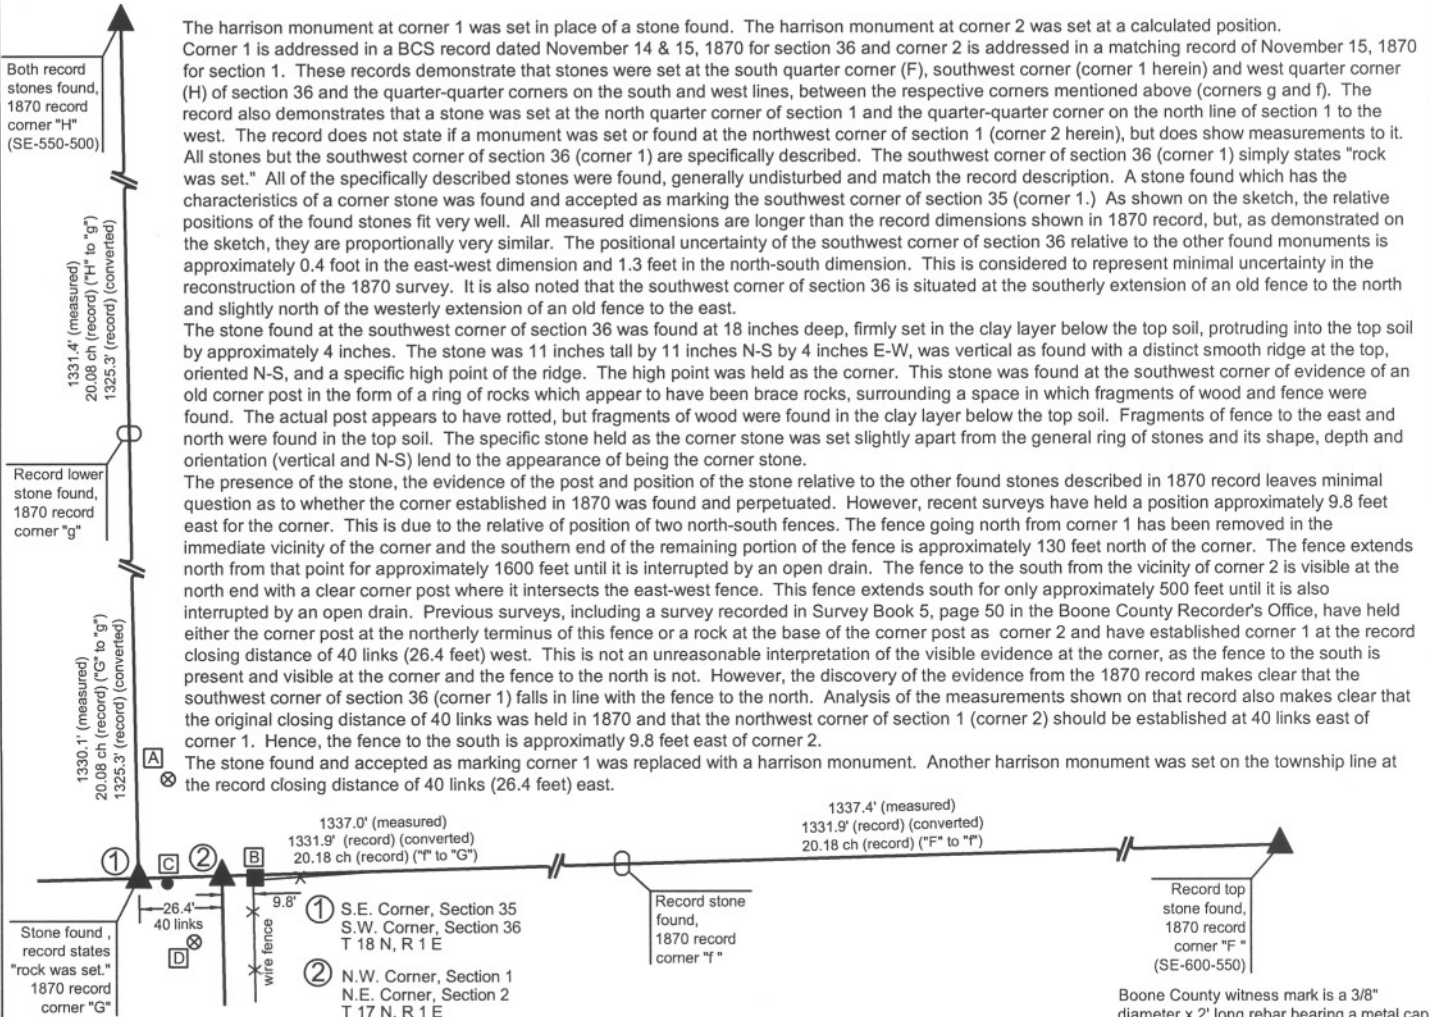 The harrison monument at corner 1 was set in place of a stone found. The harrison monument at corner 2 was set at a calculated position.
Corner 1 is addressed in a BCS record dated November 14 & 15, 1870 for section 36 and corner 2 is addressed in a matching record of November 15, 1870
for section 1. These records demonstrate that stones were set at the south quarter corner (F), southwest corner (corner 1 herein) and west quarter corner
(H) of section 36 and the quarter-quarter corners on the south and west lines, between the respective corners mentioned above (corners g and f). The
record also demonstrates that a stone was set at the north quarter corner of section 1 and the quarter-quarter corner on the north line of section 1 to the
west. The record does not state if a monument was set or found at the northwest corner of section 1 (corner 2 herein), but does show measurements to it.
All stones but the southwest corner of section 36 (corner 1) are specifically described. The southwest corner of section 36 (corner 1) simply states "rock
was set." All of the specifically described stones were found, generally undisturbed and match the record description. A stone found which has the
characteristics of a corner stone was found and accepted as marking the southwest corner of section 35 (corner 1.) As shown on the sketch, the relative
positions of the found stones fit very well. All measured dimensions are longer than the record dimensions shown in 1870 record, but, as demonstrated on
the sketch, they are proportionally very similar. The positional uncertainty of the southwest corner of section 36 relative to the other found monuments is
approximately 0.4 foot in the east-west dimension and 1.3 feet in the north-south dimension. This is considered to represent minimal uncertainty in the
reconstruction of the 1870 survey. It is also noted that the southwest corner of section 36 is situated at the southerly extension of an old fence to the north
and slightly north of the westerly extension of an old fence to the east.
The stone found at the southwest corner of section 36 was found at 18 inches deep, firmly set in the clay layer below the top soil, protruding into the top soil
by approximately 4 inches. The stone was 11 inches tall by 11 inches N-S by 4 inches E-W, was vertical as found with a distinct smooth ridge at the top,
oriented N-S, and a specific high point of the ridge. The high point was held as the corner. This stone was found at the southwest corner of evidence of an
old corner post in the form of a ring of rocks which appear to have been brace rocks, surrounding a space in which fragments of wood and fence were
found. The actual post appears to have rotted, but fragments of wood were found in the clay layer below the top soil. Fragments of fence to the east and
north were found in the top soil. The specific stone held as the corner stone was set slightly apart from the general ring of stones and its shape, depth and
orientation (vertical and N-S) lend to the appearance of being the corner stone.
The presence of the stone, the evidence of the post and position of the stone relative to the other found stones described in 1870 record leaves minimal
question as to whether the corner established in 1870 was found and perpetuated. However, recent surveys have held a position approximately 9.8 feet
east for the corner. This is due to the relative of position of two north-south fences. The fence going north from corner 1 has been removed in the
immediate vicinity of the corner and the southern end of the remaining portion of the fence is approximately 130 feet north of the corner. The fence extends
north from that point for approximately 1600 feet until it is interrupted by an open drain. The fence to the south from the vicinity of corner 2 is visible at the
north end with a clear corner post where it intersects the east-west fence. This fence extends south for only approximately 500 feet until it is also
interrupted by an open drain. Previous surveys, including a survey recorded in Survey Book 5, page 50 in the Boone County Recorder's Office, have held
either the corner post at the northerly terminus of this fence or a rock at the base of the corner post as corner 2 and have established corner 1 at the record
closing distance of 40 links (26.4 feet) west. This is not an unreasonable interpretation of the visible evidence at the corner, as the fence to the south is
present and visible at the corner and the fence to the north is not. However, the discovery of the evidence from the 1870 record makes clear that the
southwest corner of section 36 (corner 1) falls in line with the fence to the north. Analysis of the measurements shown on that record also makes clear that
the original closing distance of 40 links was held in 1870 and that the northwest corner of section 1 (corner 2) should be established at 40 links east of
corner 1. Hence, the fence to the south is approximatly 9.8 feet east of corner 2.
The stone found and accepted as marking corner 1 was replaced with a harrison monument. Another harrison monument was set on the township line at
the record closing distance of 40 links (26.4 feet) east.
Both record
stones found,
1870 record
corner "H"
(SE-550-500)
1331.4' (measured)
20.08 ch (record) ("H" to "g")
1325.3' (record) (converted)
Record lower
stone found,
1870 record
corner "g"
1330.1' (measured)
20.08 ch (record) ("G" to "g")
1325.3' (record) (converted)
A
1337.0' (measured)
1331.9' (record) (converted)
20.18 ch (record) ("f" to "G")
1337.4' (measured)
1331.9' (record) (converted)
20.18 ch (record) ("F" to "f")
1
C
2
B
26.4'
40 links
9.8'
D
wire fence
Stone found ,
record states
"rock was set."
1870 record
corner "G"
1 S.E. Corner, Section 35
S.W. Corner, Section 36
T 18 N, R 1 E
2 N.W. Corner, Section 1
N.E. Corner, Section 2
T 17 N, R 1 E
Record stone
found,
1870 record
corner "f "
Record top
stone found,
1870 record
corner "F "
(SE-600-550)
Boone County witness mark is a 3/8"
diameter x 2' long rebar bearing a metal cap